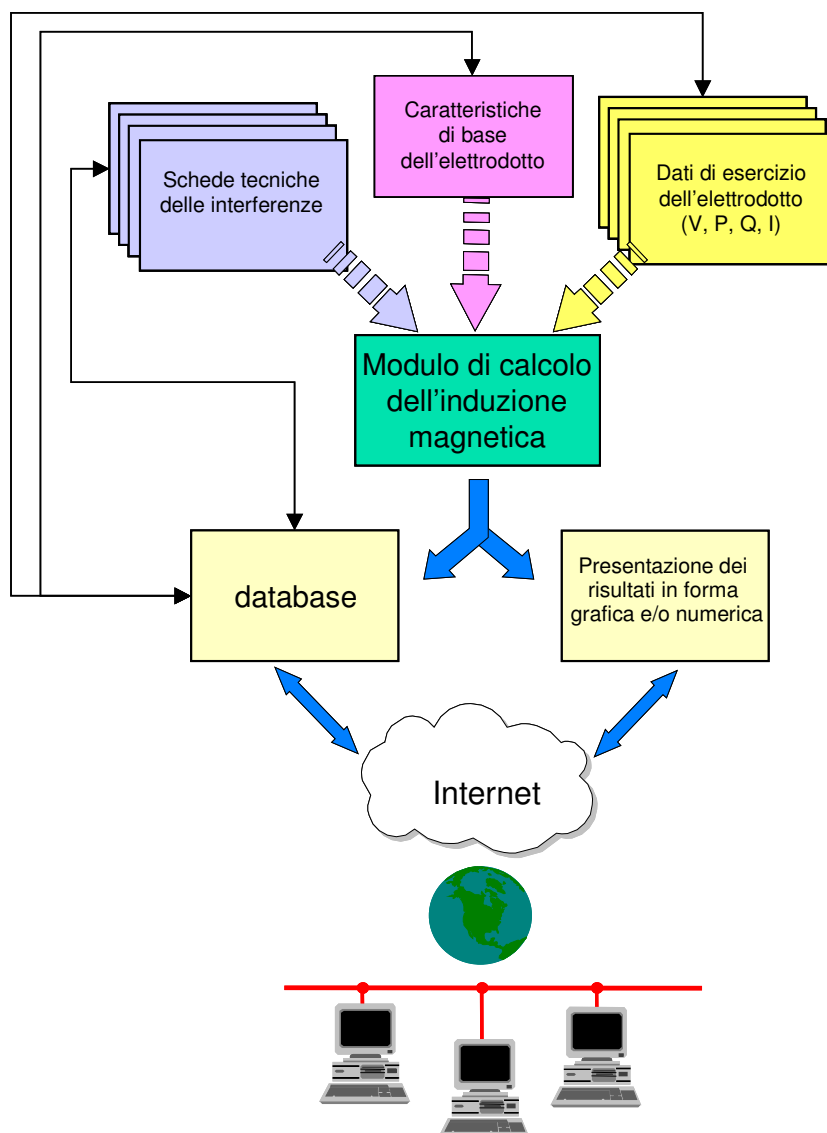 Schede tecniche
delle interferenze
Caratteristiche
di base
dell'elettrodotto
Dati di esercizio
dell'elettrodotto
(V, P, Q, I)
Modulo di calcolo
dell'induzione
magnetica
database
Presentazione dei
risultati in forma
grafica e/o numerica
Internet